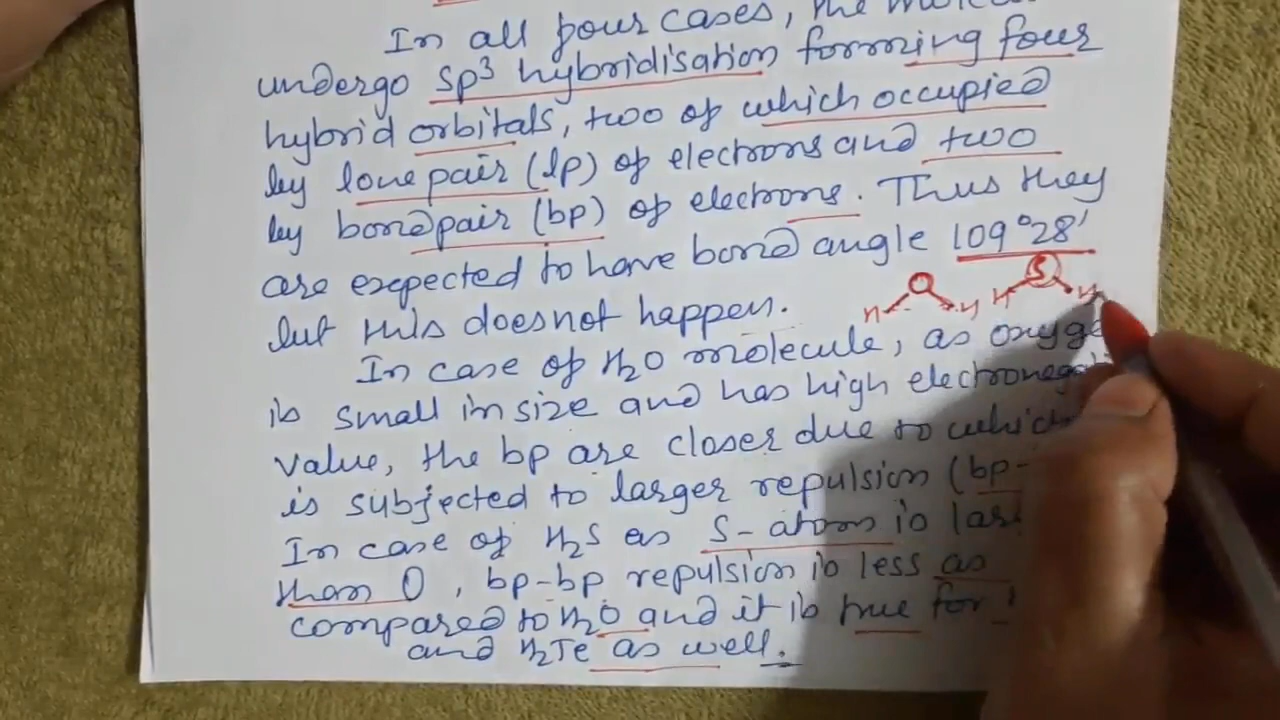 In all four cases, the
undergo sp³ hybridisation forming four
hybrid orbitals, two of which occupied
by lone pair (lp) of electrons and two
by bond pair (bp) of electrons. Thus they
are expected to have bond angle 109°28'
but this does not happen.
O S
H H H H
In case of H₂O molecule, as
is small in size and has high
value, the bp are closer due to which
is subjected to larger repulsion (bp-
In case of H₂S as S-atom is
than O, bp-bp repulsion is less as
compared to H₂O and it is true for
and H₂Te as well.